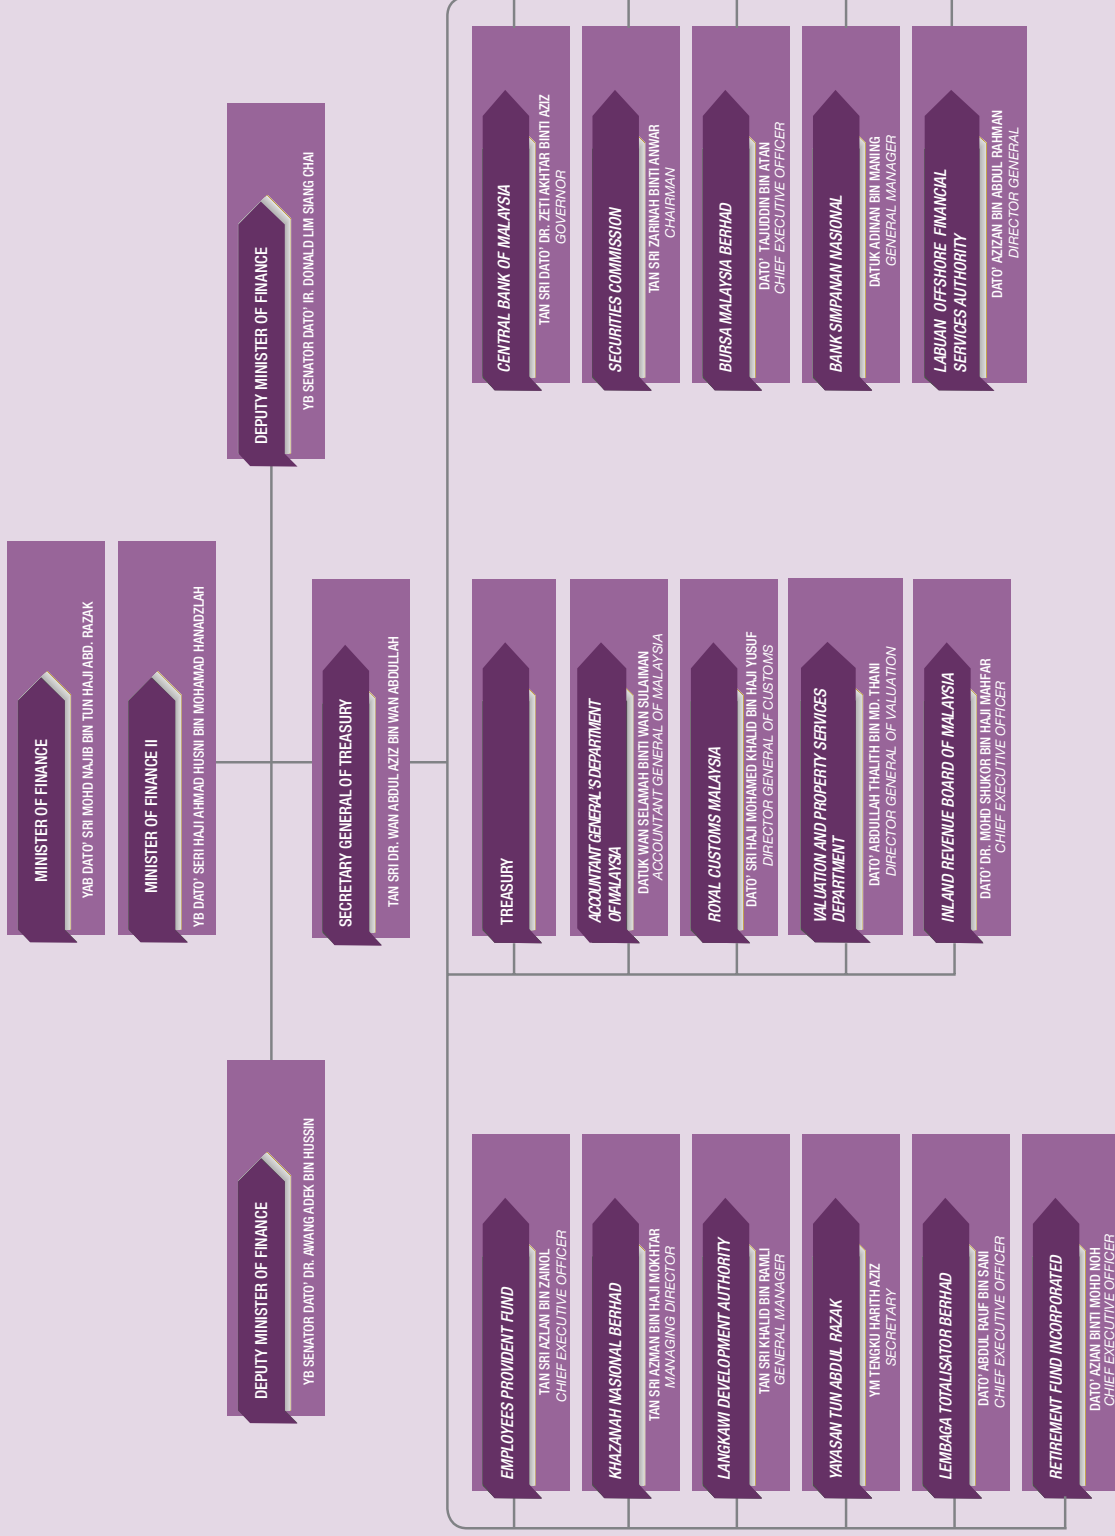 MINISTER OF FINANCE
YAB DATO' SRI MOHD NAJIB BIN TUN HAJI ABD. RAZAK
MINISTER OF FINANCE II
YB DATO' SERI HAJI AHMAD HUSNI BIN MOHAMAD HANADZLAH
DEPUTY MINISTER OF FINANCE
YB SENATOR DATO' DR. AWANG ADEK BIN HUSSIN
DEPUTY MINISTER OF FINANCE
YB SENATOR DATO' IR. DONALD LIM SIANG CHAI
SECRETARY GENERAL OF TREASURY
TAN SRI DR. WAN ABDUL AZIZ BIN WAN ABDULLAH
EMPLOYEES PROVIDENT FUND
TAN SRI AZLAN BIN ZAINOL
CHIEF EXECUTIVE OFFICER
KHAZANAH NASIONAL BERHAD
TAN SRI AZMAN BIN HAJI MOKHTAR
MANAGING DIRECTOR
LANGKAWI DEVELOPMENT AUTHORITY
TAN SRI KHALID BIN RAMLI
GENERAL MANAGER
YAYASAN TUN ABDUL RAZAK
YM TENGKU HARITH AZIZ
SECRETARY
LEMBAGA TOTALISATOR BERHAD
DATO' ABDUL RAUF BIN SANI
CHIEF EXECUTIVE OFFICER
RETIREMENT FUND INCORPORATED
DATO' AZIAN BINTI MOHD NOH
CHIEF EXECUTIVE OFFICER
TREASURY
ACCOUNTANT GENERAL'S DEPARTMENT
OF MALAYSIA
DATUK WAN SELAMAH BINTI WAN SULAIMAN
ACCOUNTANT GENERAL OF MALAYSIA
ROYAL CUSTOMS MALAYSIA
DATO' SRI HAJI MOHAMED KHALID BIN HAJI YUSUF
DIRECTOR GENERAL OF CUSTOMS
VALUATION AND PROPERTY SERVICES
DEPARTMENT
DATO' ABDULLAH THALITH BIN MD. THANI
DIRECTOR GENERAL OF VALUATION
INLAND REVENUE BOARD OF MALAYSIA
DATO' DR. MOHD SHUKOR BIN HAJI MAHFAR
CHIEF EXECUTIVE OFFICER
CENTRAL BANK OF MALAYSIA
TAN SRI DATO' DR. ZETI AKHTAR BINTI AZIZ
GOVERNOR
SECURITIES COMMISSION
TAN SRI ZARINAH BINTI ANWAR
CHAIRMAN
BURSA MALAYSIA BERHAD
DATO' TAJUDDIN BIN ATAN
CHIEF EXECUTIVE OFFICER
BANK SIMPANAN NASIONAL
DATUK ADINAN BIN MANING
GENERAL MANAGER
LABUAN OFFSHORE FINANCIAL
SERVICES AUTHORITY
DATO' AZIZAN BIN ABDUL RAHMAN
DIRECTOR GENERAL